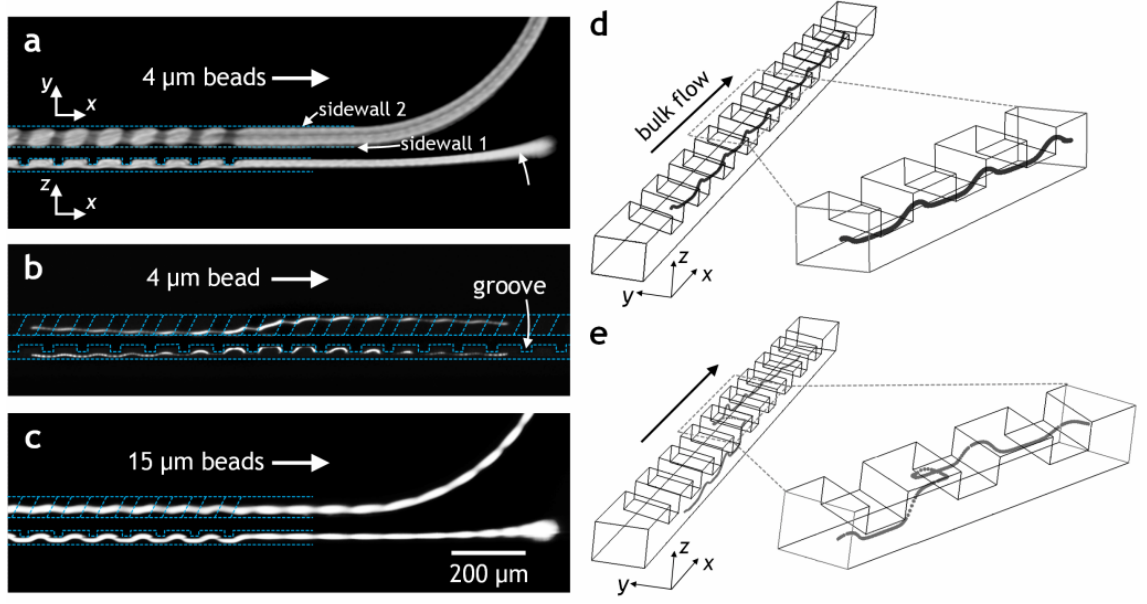 a
y
4 µm beads
x
sidewall 2
sidewall 1
z
x
b
4 µm bead
groove
c
15 µm beads
200 µm
d
bulk flow
z
x
y
e
z
x
y